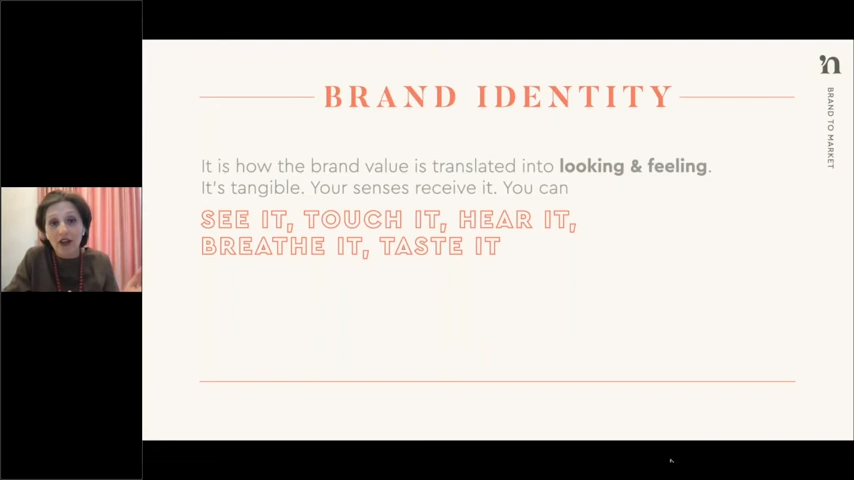 BRAND IDENTITY
It is how the brand value is translated into looking & feeling.
It's tangible. Your senses receive it. You can
SEE IT, TOUCH IT, HEAR IT,
BREATHE IT, TASTE IT
'n
BRAND TO MARKET